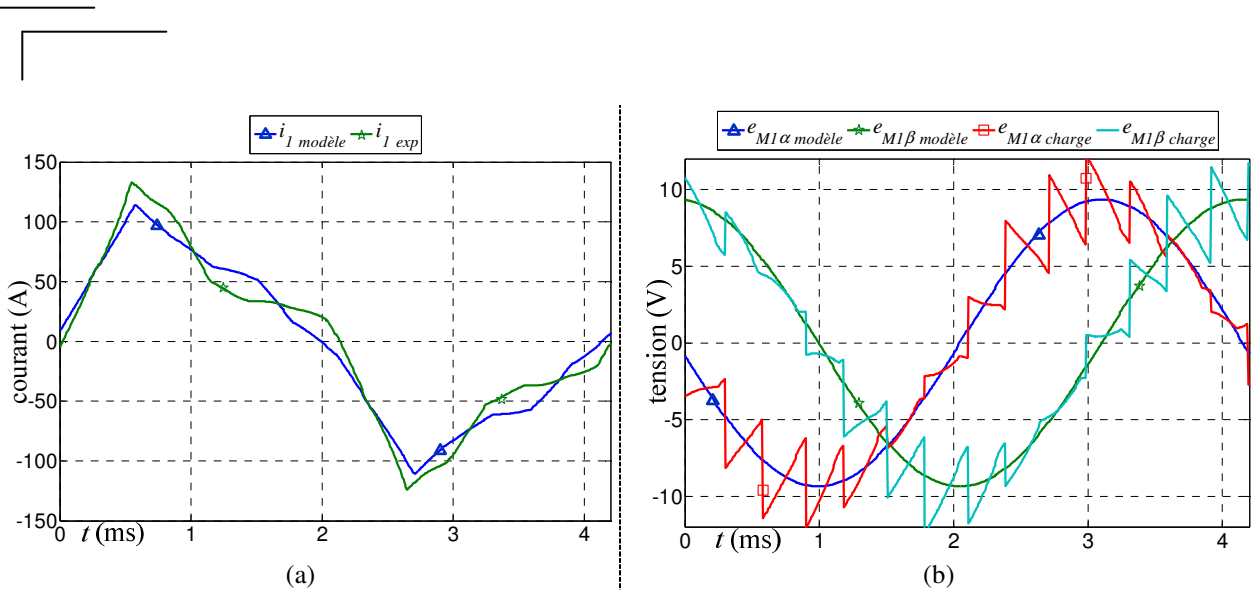 i1 modèle i1 exp
150
100
50
0
-50
-100
-150
courant (A)
0 1 2 3 4
t (ms)
(a)
eM1α modèle eM1β modèle eM1α charge eM1β charge
10
5
0
-5
-10
tension (V)
0 1 2 3 4
t (ms)
(b)